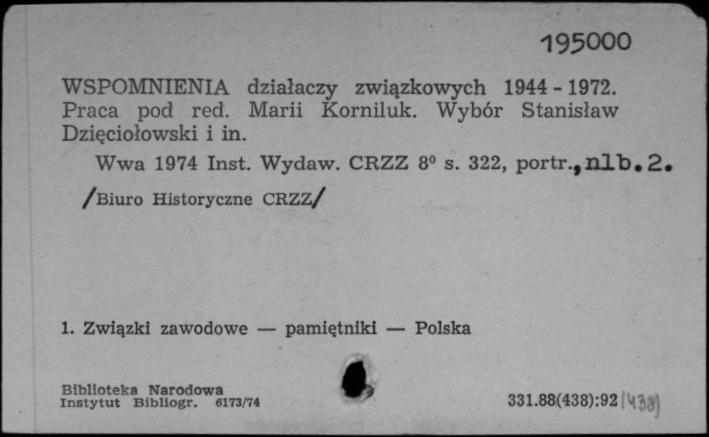 195000
WSPOMNIENIA działaczy związkowych 1944 - 1972.
Praca pod red. Marii Korniluk. Wybór Stanisław
Dzięciołowski i in.
Wwa 1974 Inst. Wydaw. CRZZ 8⁰ s. 322, portr., nlb. 2.
/Biuro Historyczne CRZZ/
1. Związki zawodowe — pamiętniki — Polska
Biblioteka Narodowa
Instytut Bibliogr. 6173/74
331.88(438):92 (438)